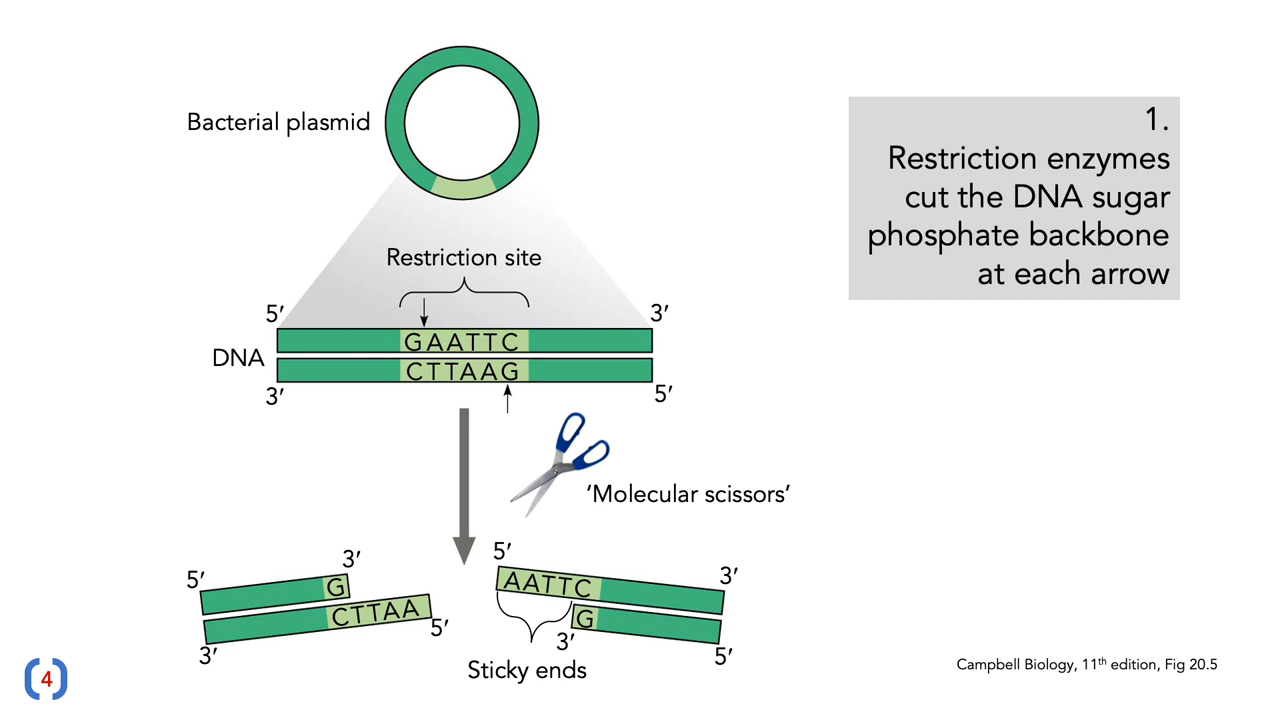 Bacterial plasmid
1.
Restriction enzymes
cut the DNA sugar
phosphate backbone
at each arrow
Restriction site
5′ 3′
GAATTC
DNA
CTTAAG
3′ 5′
‘Molecular scissors’
5′ 3′ G
CTTAA
3′ 5′
5′ 3′
AATTC
G
3′ 5′
Sticky ends
Campbell Biology, 11th edition, Fig 20.5
4